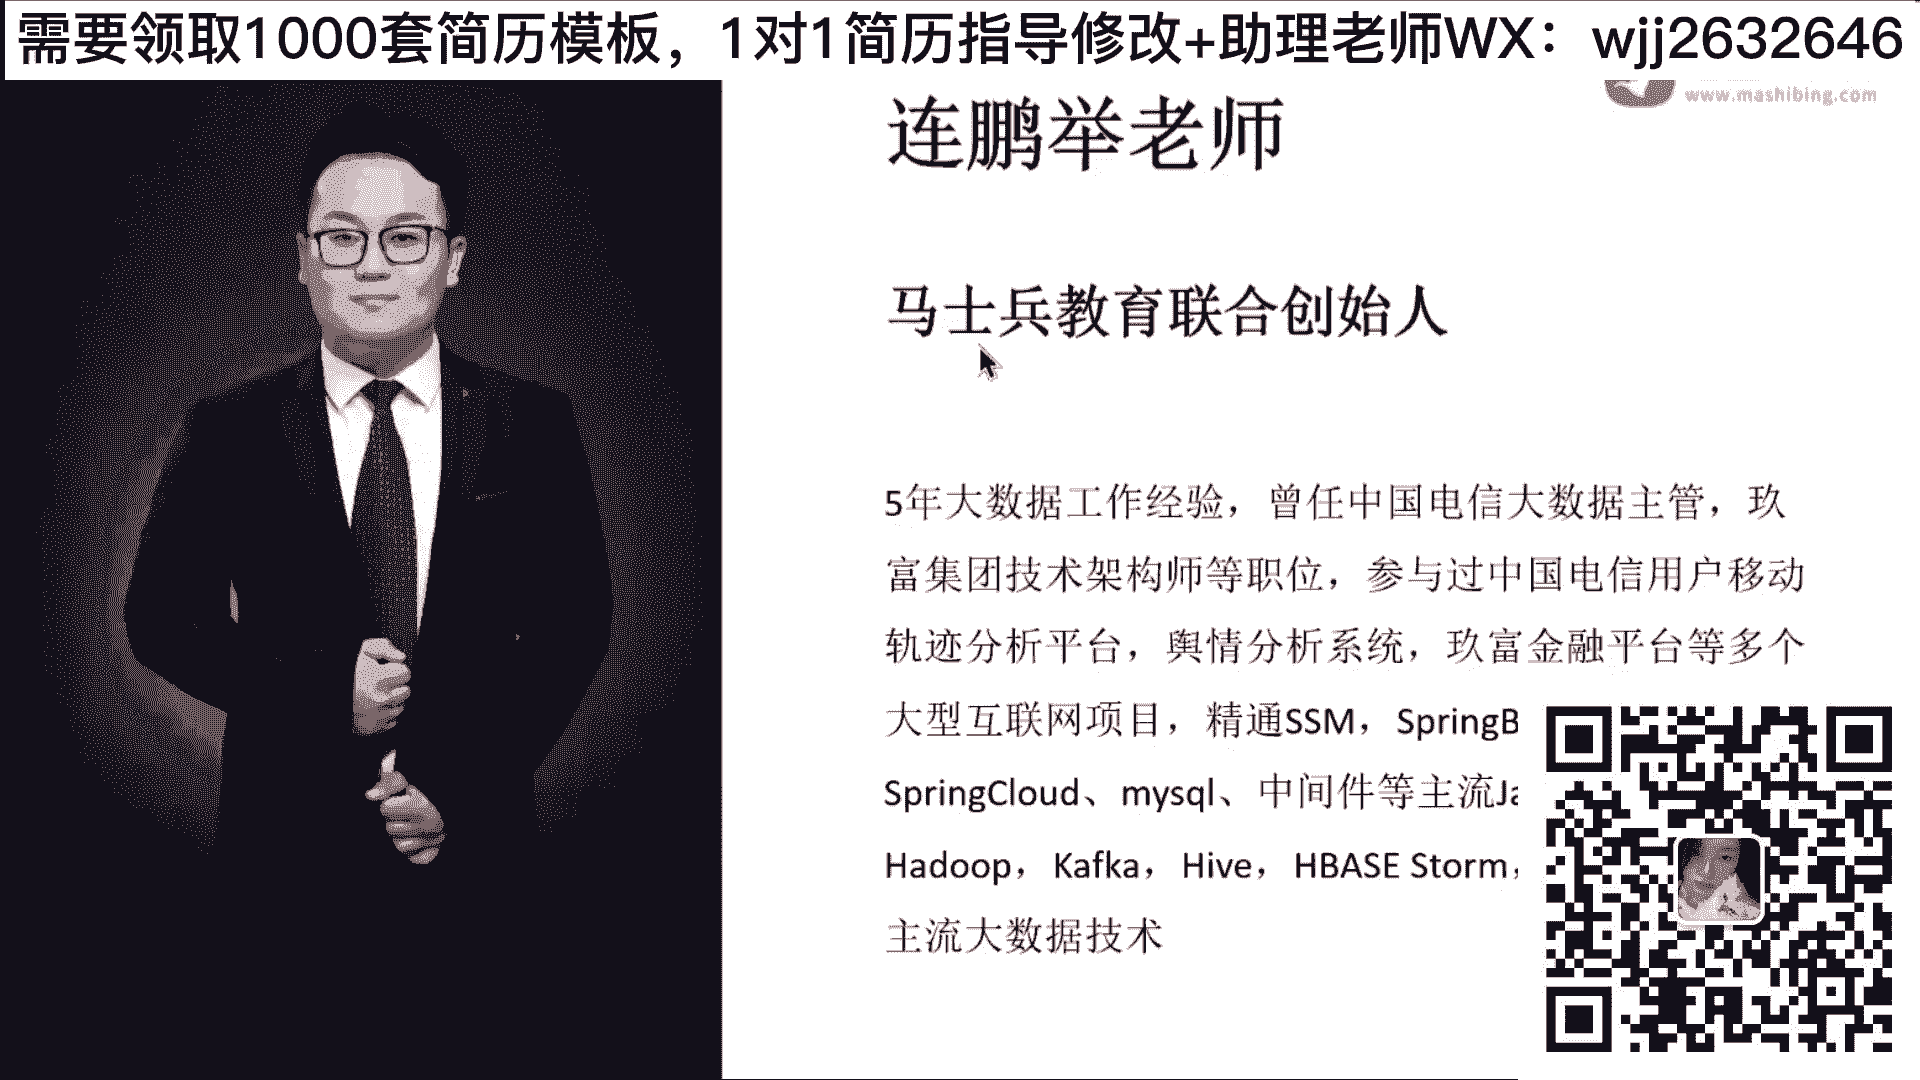 需要领取1000套简历模板，1对1简历指导修改+助理老师WX：wjj2632646
www.mashibing.com
连鹏举老师
马士兵教育联合创始人
5年大数据工作经验，曾任中国电信大数据主管，玖
富集团技术架构师等职位，参与过中国电信用户移动
轨迹分析平台，舆情分析系统，玖富金融平台等多个
大型互联网项目，精通SSM，SpringB
SpringCloud、mysql、中间件等主流Ja
Hadoop，Kafka，Hive，HBASE Storm，
主流大数据技术